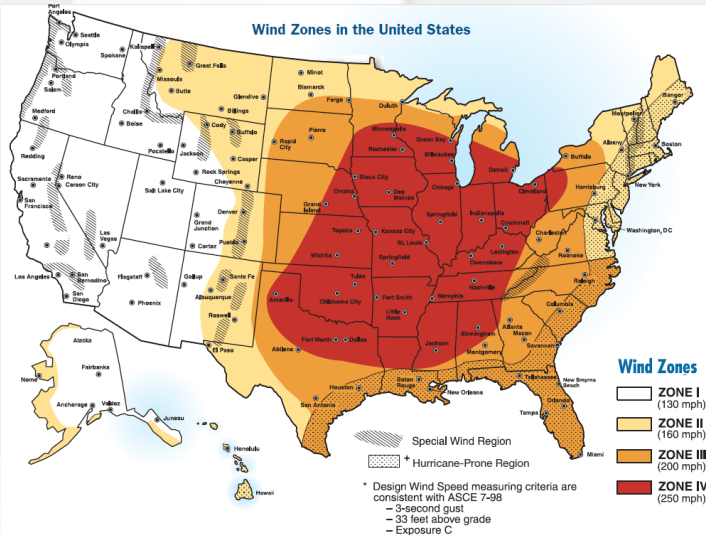 Wind Zones in the United States
Port
Angeles
Seattle
Olympia
Spokane
Kalispell
Great Falls
Minot
Missoula
Portland
Salem
Butte
Glendive
Bismarck
Fargo
Duluth
Bangor
Medford
Challis
Boise
Billings
Cody
Buffalo
Pierre
Rapid
City
Minneapolis
Rochester
Green Bay
Milwaukee
Montpelier
Albany
Boston
Redding
Pocatello
Jackson
Casper
Rock Springs
Cheyenne
Sioux City
Detroit
Buffalo
Sacramento
Reno
Carson City
San
Francisco
Salt Lake City
Grand
Island
Omaha
Des
Moines
Chicago
Cleveland
Harrisburg
New York
Denver
Grand
Junction
Pueblo
Topeka
Kansas City
Springfield
Indianapolis
Cincinnati
Charleston
Washington, DC
Las
Vegas
Cortez
Wichita
St. Louis
Springfield
Lexington
Owensboro
Roanoke
Raleigh
Los Angeles
San
Bernadino
San
Diego
Flagstaff
Gallup
Santa Fe
Albuquerque
Amarillo
Tulsa
Oklahoma City
Fort Smith
Memphis
Nashville
Phoenix
Roswell
Little
Rock
Columbia
Atlanta
Macon
Birmingham
Savannah
El Paso
Abilene
Fort Worth
Dallas
Jackson
Montgomery
Alaska
Fairbanks
Nome
Anchorage
Valdez
Juneau
Houston
San Antonio
Baton
Rouge
New Orleans
Tallahassee
New Smyrna
Beach
Orlando
Tampa
Miami
Honolulu
Hawaii
Special Wind Region
+ Hurricane-Prone Region
* Design Wind Speed measuring criteria are
consistent with ASCE 7-98
– 3-second gust
– 33 feet above grade
– Exposure C
Wind Zones
ZONE I
(130 mph)
ZONE II
(160 mph)
ZONE III
(200 mph)
ZONE IV
(250 mph)